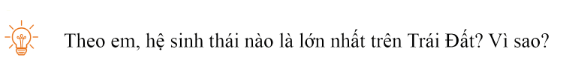 Theo em, hệ sinh thái nào là lớn nhất trên Trái Đất? Vì sao?